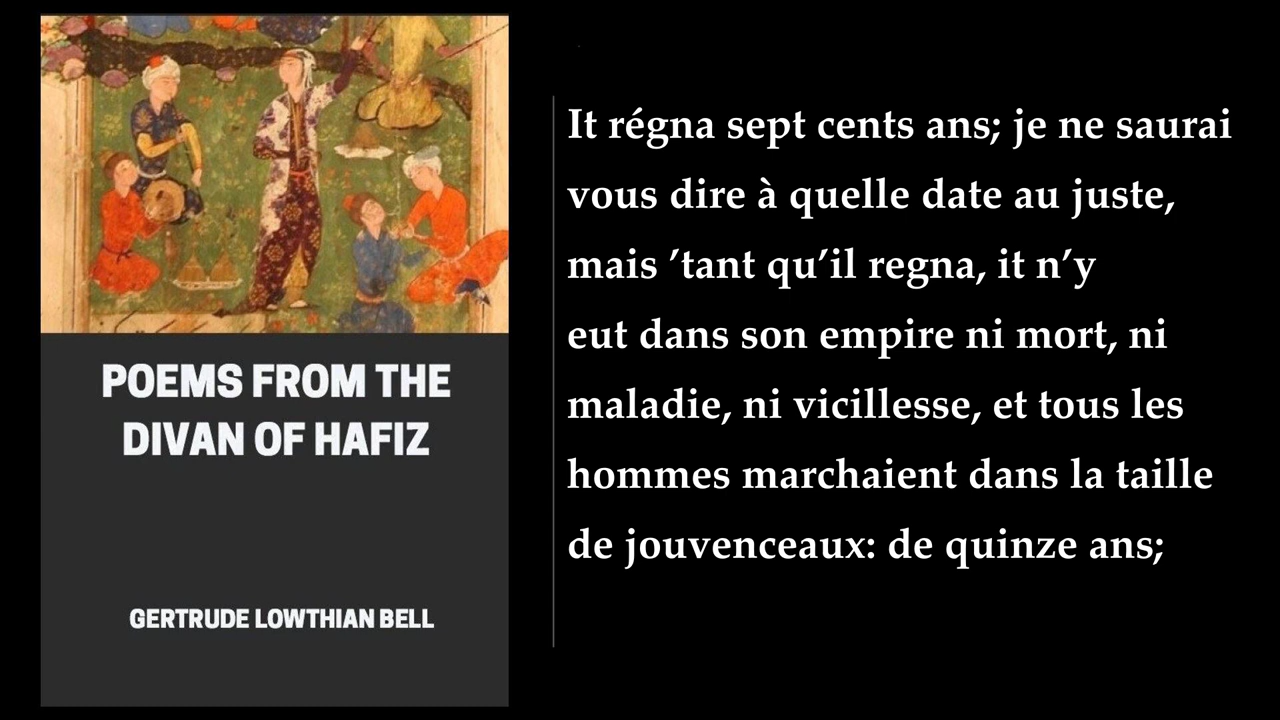 POEMS FROM THE
DIVAN OF HAFIZ
GERTRUDE LOWTHIAN BELL
It régna sept cents ans; je ne saurai
vous dire à quelle date au juste,
mais ’tant qu’il regna, it n’y
eut dans son empire ni mort, ni
maladie, ni vicillesse, et tous les
hommes marchaient dans la taille
de jouvenceaux: de quinze ans;